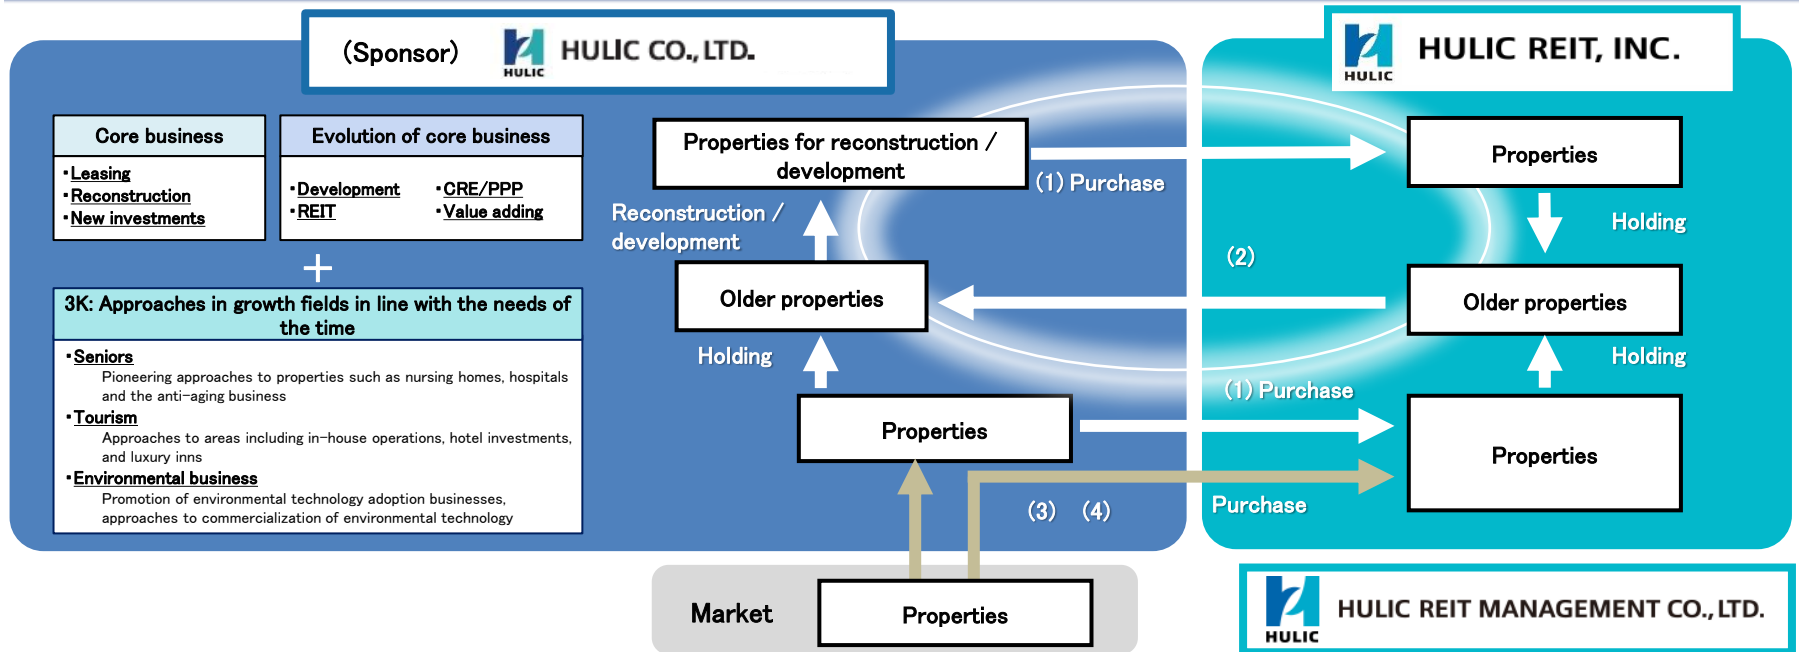 (Sponsor)
HULIC
HULIC CO., LTD.
HULIC
HULIC REIT, INC.
Core business
・Leasing
・Reconstruction
・New investments
Evolution of core business
・Development ・CRE/PPP
・REIT ・Value adding
+
3K: Approaches in growth fields in line with the needs of
the time
・Seniors
Pioneering approaches to properties such as nursing homes, hospitals
and the anti-aging business
・Tourism
Approaches to areas including in-house operations, hotel investments,
and luxury inns
・Environmental business
Promotion of environmental technology adoption businesses,
approaches to commercialization of environmental technology
Properties for reconstruction /
development
(1) Purchase
Properties
Reconstruction /
development
Holding
(2)
Older properties
Older properties
Holding
Holding
(1) Purchase
Properties
Properties
(3) (4)
Purchase
Market
Properties
HULIC
HULIC REIT MANAGEMENT CO., LTD.